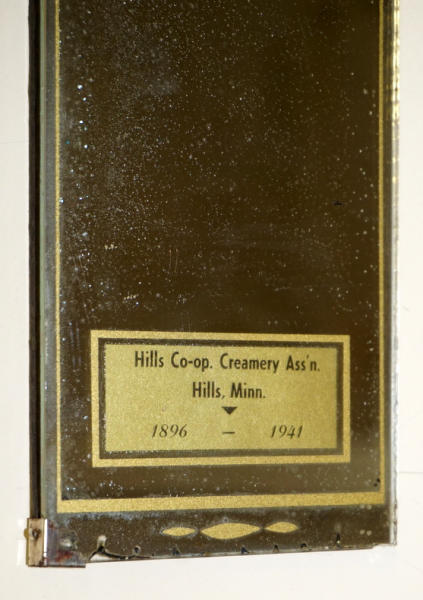 Hills Co-op. Creamery Ass'n.
Hills, Minn.
1896 – 1941